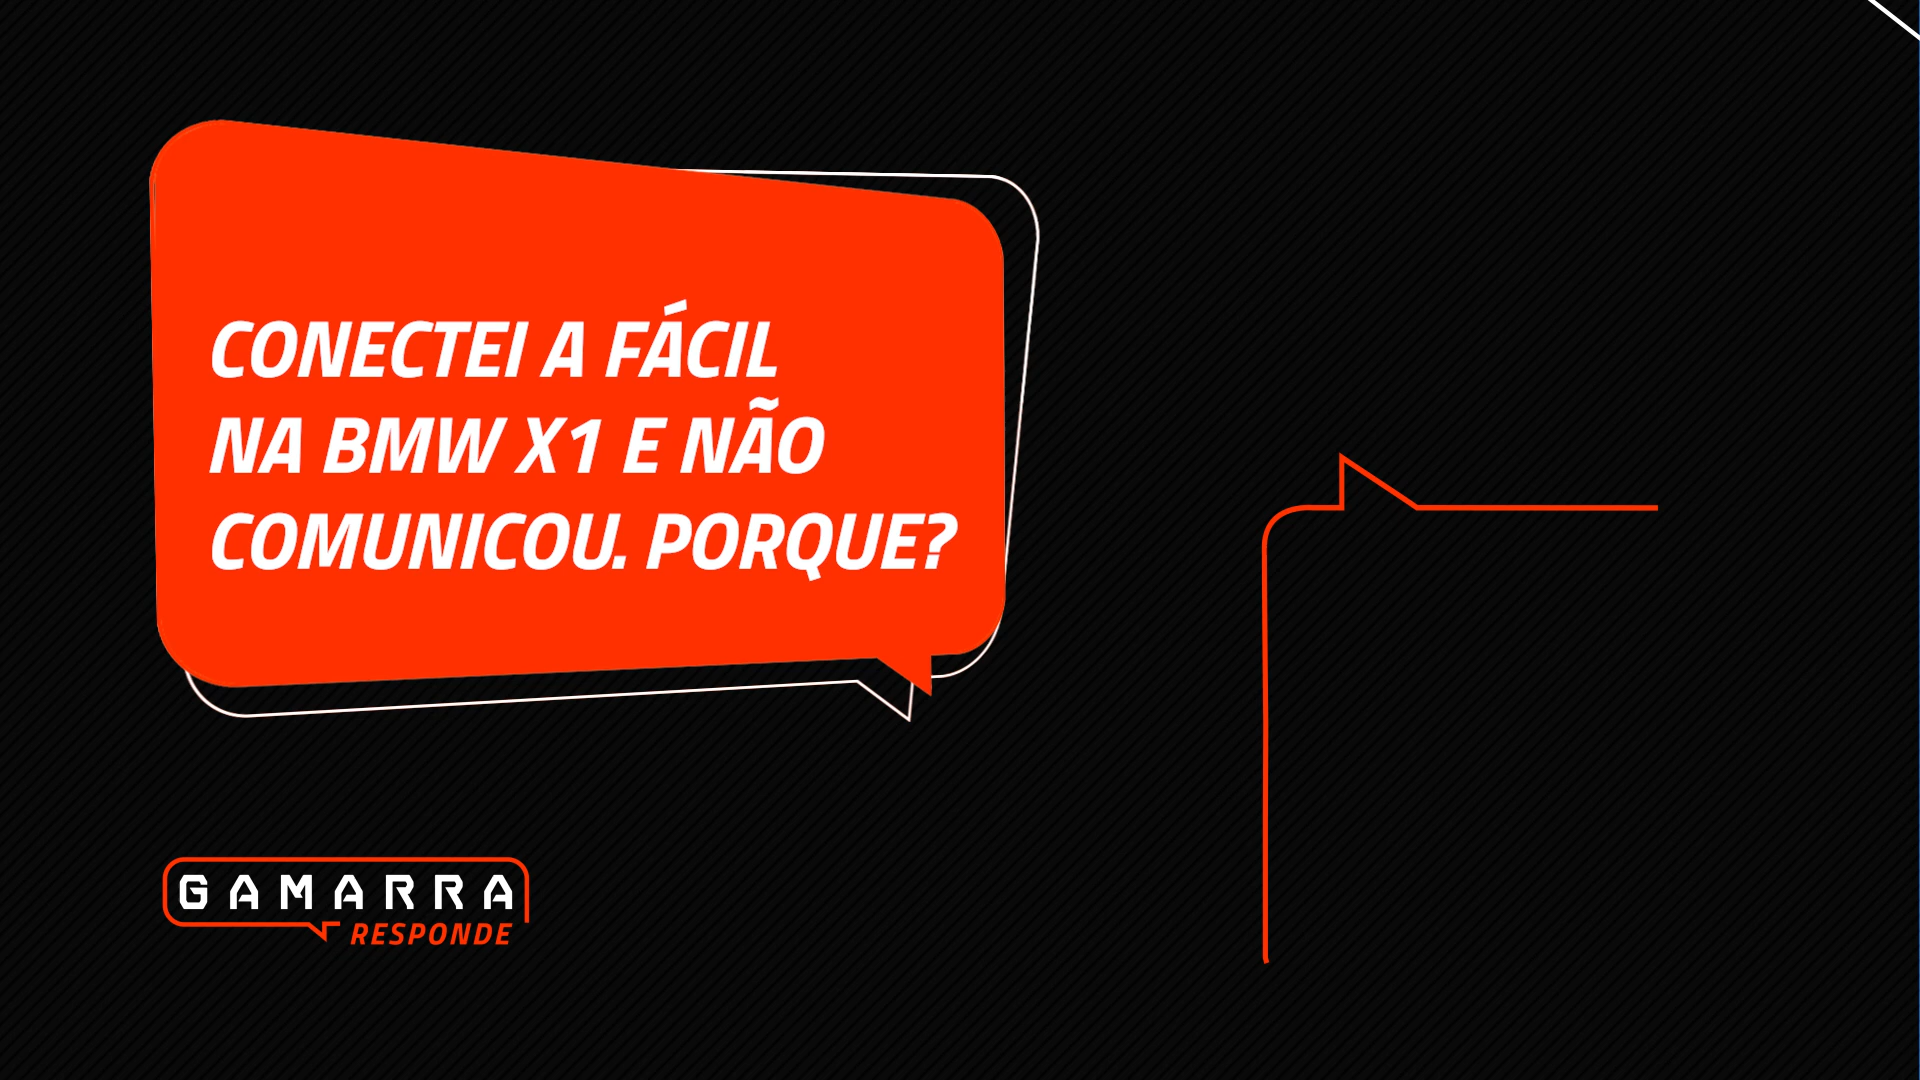 CONECTEI A FÁCIL
NA BMW X1 E NÃO
COMUNICOU. PORQUE?
GAMARRA
RESPONDE